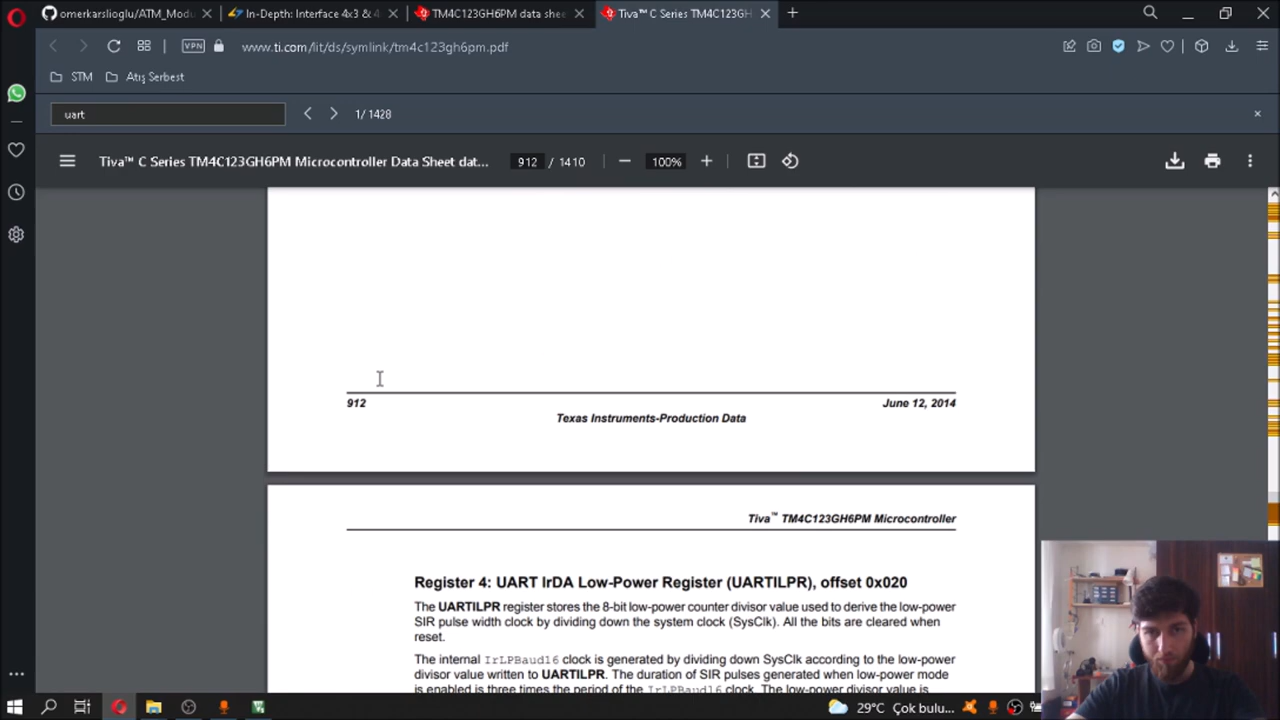 omerkarslioglu/ATM_Modu
In-Depth: Interface 4x3 & 4
TM4C123GH6PM data shee
Tiva™ C Series TM4C123GH
VPN
www.ti.com/lit/ds/symlink/tm4c123gh6pm.pdf
STM
Atış Serbest
uart
1/ 1428
Tiva™ C Series TM4C123GH6PM Microcontroller Data Sheet dat...
912 / 1410
100%
912
June 12, 2014
Texas Instruments-Production Data
Tiva™ TM4C123GH6PM Microcontroller
Register 4: UART IrDA Low-Power Register (UARTILPR), offset 0x020
The UARTILPR register stores the 8-bit low-power counter divisor value used to derive the low-power
SIR pulse width clock by dividing down the system clock (SysClk). All the bits are cleared when
reset.
The internal IrLPBaud16 clock is generated by dividing down SysClk according to the low-power
divisor value written to UARTILPR. The duration of SIR pulses generated when low-power mode
is enabled is three times the period of the IrLPBaud16 clock. The low-power divisor value is
29°C Çok bulu...